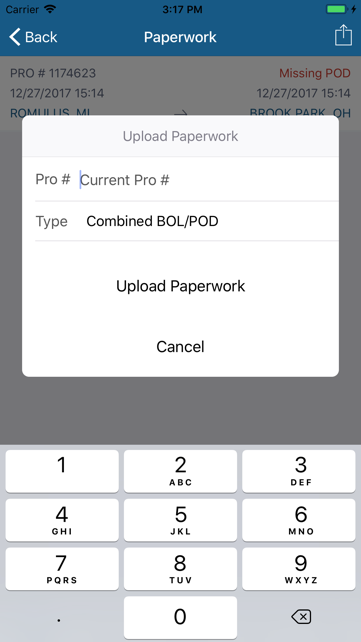 Carrier 3:17 PM
Back Paperwork
PRO # 1174623 Missing POD
12/27/2017 15:14 12/27/2017 15:14
ROMULUS, MI → BROOK PARK, OH
Upload Paperwork
Pro # Current Pro #
Type Combined BOL/POD
Upload Paperwork
Cancel
1 2 3
ABC DEF
4 5 6
GHI JKL MNO
7 8 9
PQRS TUV WXYZ
. 0